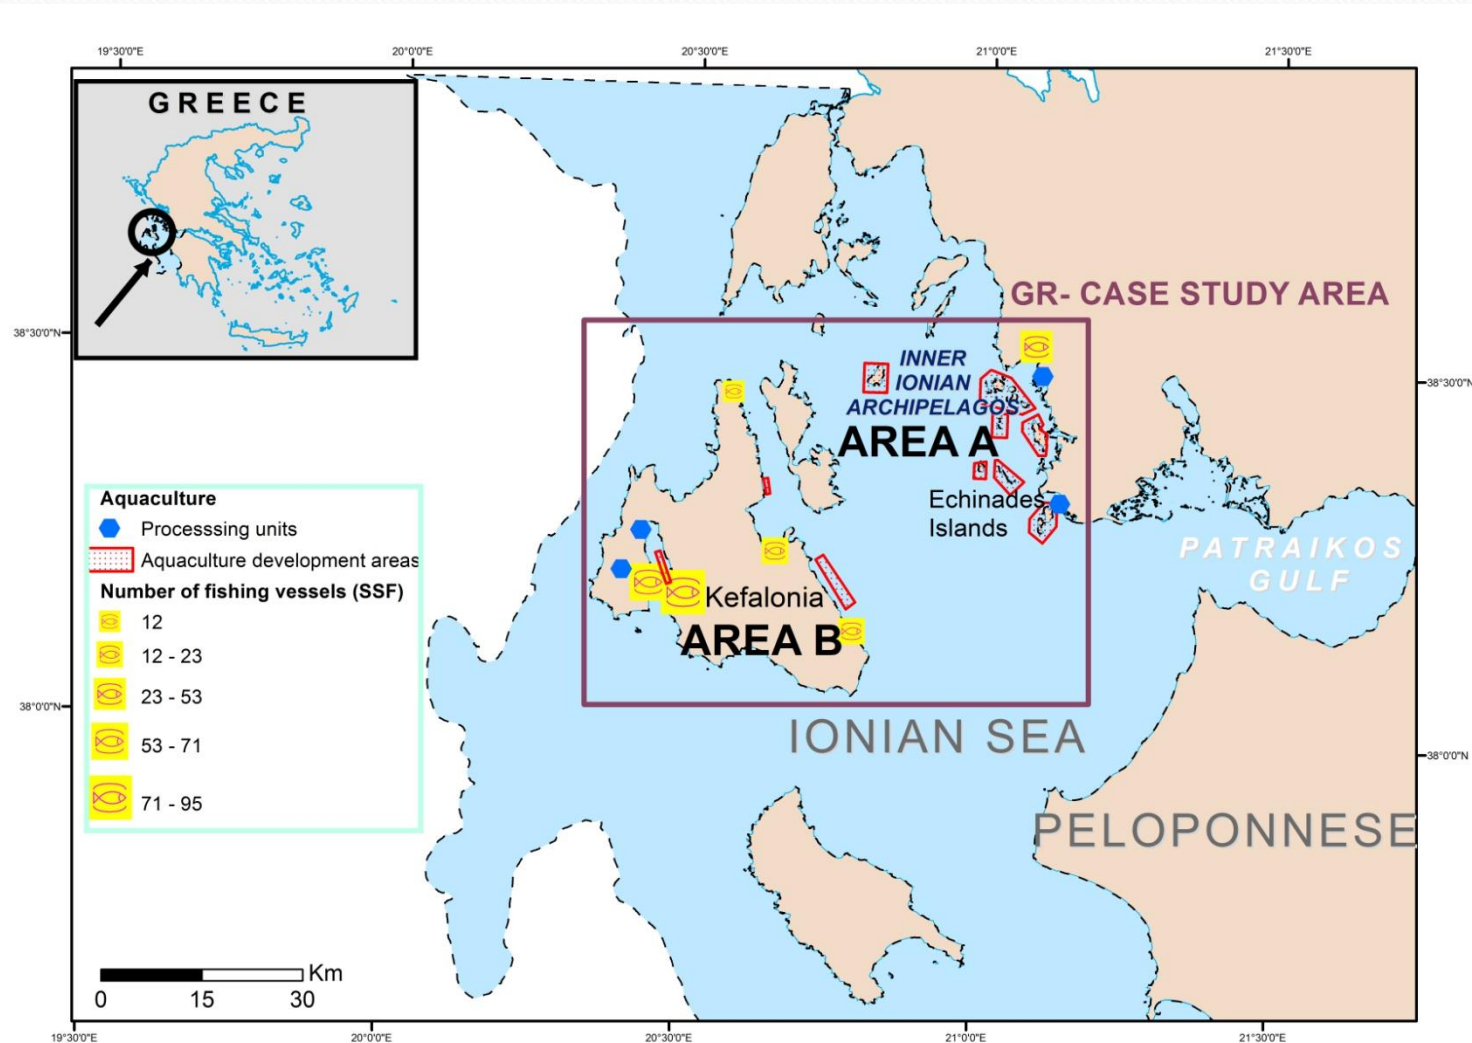 19°30'0"E 20°0'0"E 20°30'0"E 21°0'0"E 21°30'0"E
GREECE
GR- CASE STUDY AREA
38°30'0"N
INNER
IONIAN
ARCHIPELAGOS
38°30'0"N
AREA A
Aquaculture
Processsing units
Aquaculture development areas
Number of fishing vessels (SSF)
12
12 - 23
23 - 53
53 - 71
71 - 95
Echinades
Islands
PATRAIKOS
GULF
Kefalonia
AREA B
38°0'0"N
IONIAN SEA
38°0'0"N
PELOPONNESE
Km
0 15 30
19°30'0"E 20°0'0"E 20°30'0"E 21°0'0"E 21°30'0"E